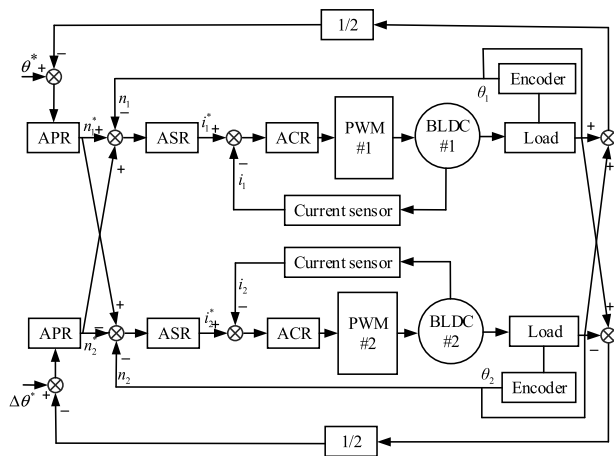 1/2
−
θ* +
Encoder
n₁
θ₁
−
APR
n₁* +
ASR
i₁* +
ACR
PWM #1
BLDC #1
Load
+
+
+
−
i₁
Current sensor
Current sensor
i₂
−
+
+
APR
n₂* −
ASR
i₂* +
ACR
PWM #2
BLDC #2
Load
−
−
n₂
θ₂
Encoder
Δθ* +
−
1/2